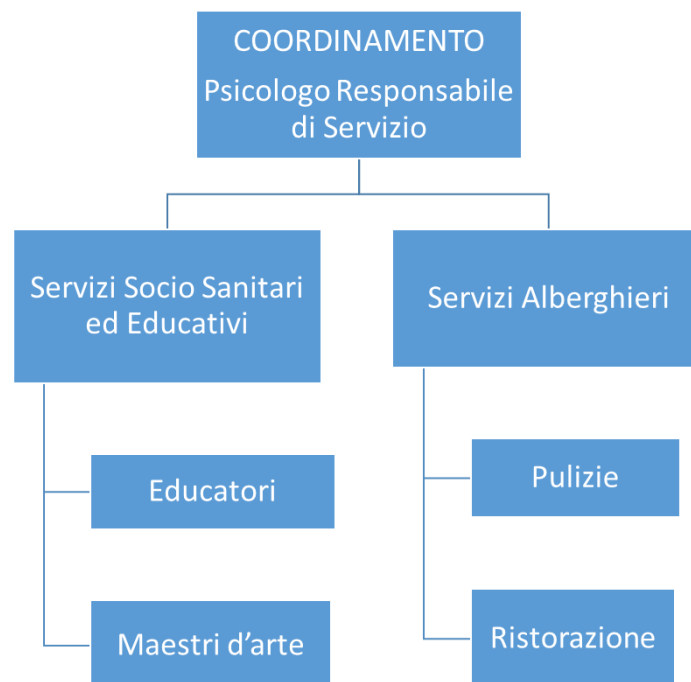 COORDINAMENTO
Psicologo Responsabile
di Servizio
Servizi Socio Sanitari
ed Educativi
Servizi Alberghieri
Educatori
Pulizie
Maestri d’arte
Ristorazione